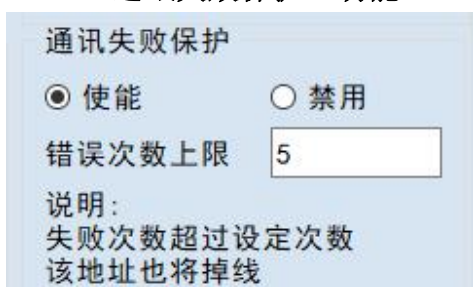 通讯失败保护
使能 禁用
错误次数上限 5
说明:
失败次数超过设定次数
该地址也将掉线